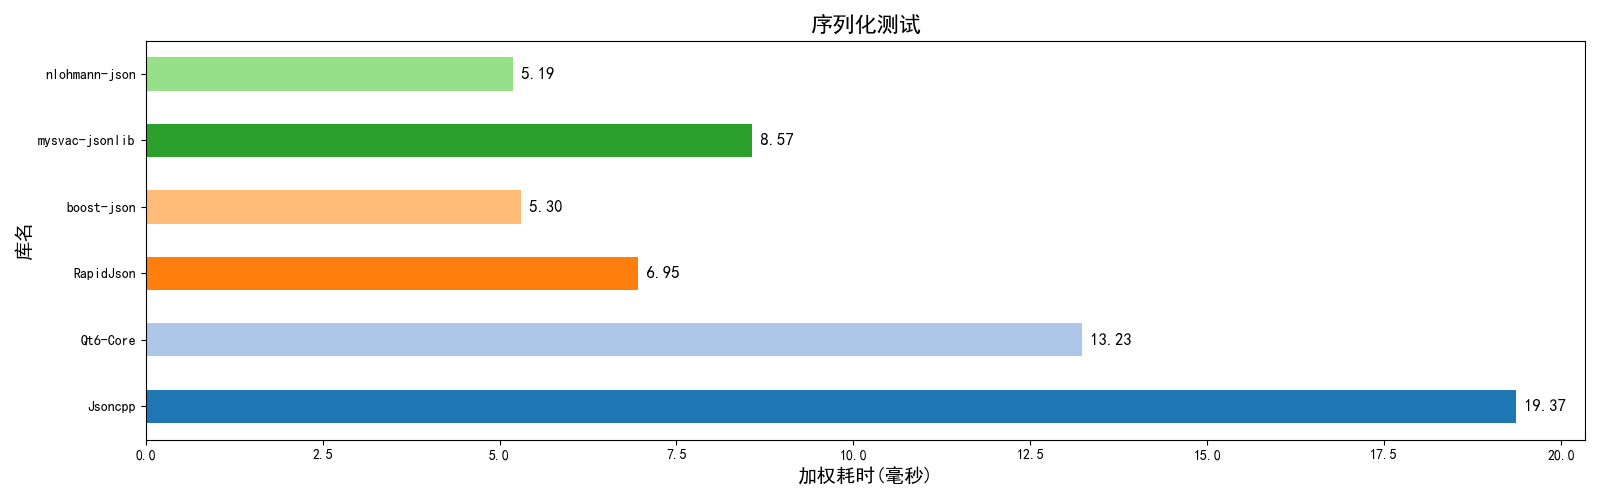 序列化测试
库名
nlohmann-json
5.19
mysvac-jsonlib
8.57
boost-json
5.30
RapidJson
6.95
Qt6-Core
13.23
Jsoncpp
19.37
0.0 2.5 5.0 7.5 10.0 12.5 15.0 17.5 20.0
加权耗时(毫秒)